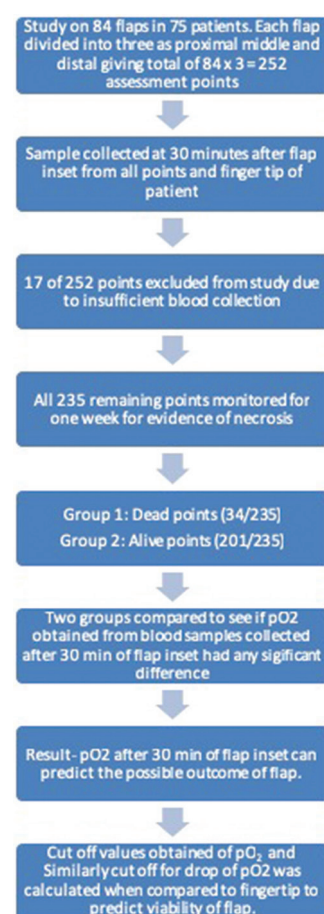 Study on 84 flaps in 75 patients. Each flap
divided into three as proximal middle and
distal giving total of 84 x 3 = 252
assessment points
Sample collected at 30 minutes after flap
inset from all points and finger tip of
patient
17 of 252 points excluded from study due
to insufficient blood collection
All 235 remaining points monitored for
one week for evidence of necrosis
Group 1: Dead points (34/235)
Group 2: Alive points (201/235)
Two groups compared to see if pO2
obtained from blood samples collected
after 30 min of flap inset had any sigificant
difference
Result- pO2 after 30 min of flap inset can
predict the possible outcome of flap.
Cut off values obtained of pO₂ and
Similarly cut off for drop of pO2 was
calculated when compared to fingertip to
predict viability of flap.